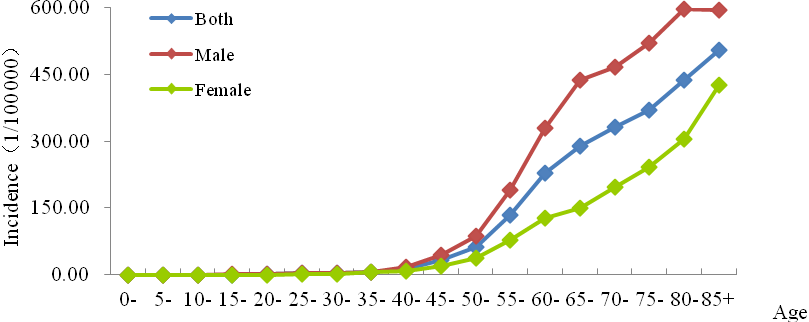 600.00
450.00
300.00
150.00
0.00
Incidence（1/100000）
Both
Male
Female
0- 5- 10- 15- 20- 25- 30- 35- 40- 45- 50- 55- 60- 65- 70- 75- 80- 85+
Age